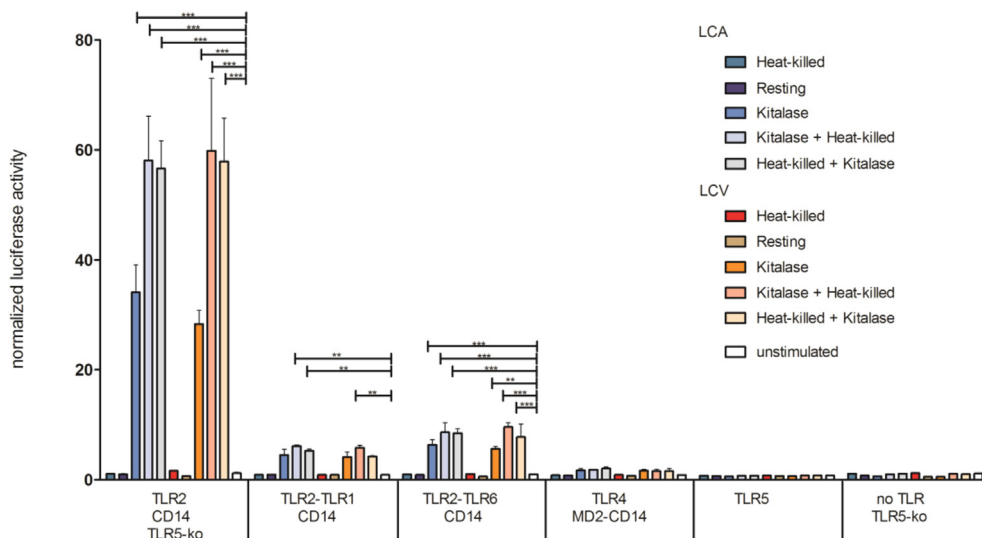 ***
***
***
***
***
***
80
60
40
20
0
normalized luciferase activity
**
**
**
***
***
***
**
***
***
LCA
Heat-killed
Resting
Kitalase
Kitalase + Heat-killed
Heat-killed + Kitalase
LCV
Heat-killed
Resting
Kitalase
Kitalase + Heat-killed
Heat-killed + Kitalase
unstimulated
TLR2 TLR2-TLR1 TLR2-TLR6 TLR4 TLR5 no TLR
CD14 CD14 CD14 MD2-CD14 TLR5-ko
TLR5-ko